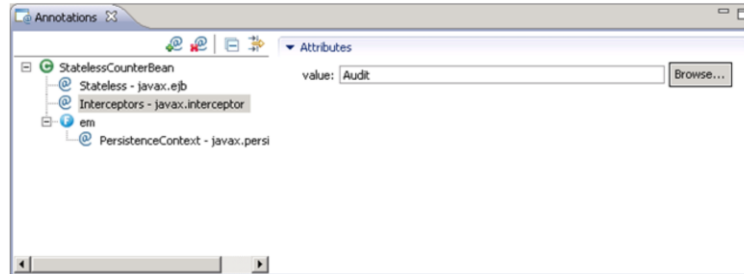 Annotations
Attributes
StatelessCounterBean
value: Audit Browse...
Stateless - javax.ejb
Interceptors - javax.interceptor
em
PersistenceContext - javax.persi